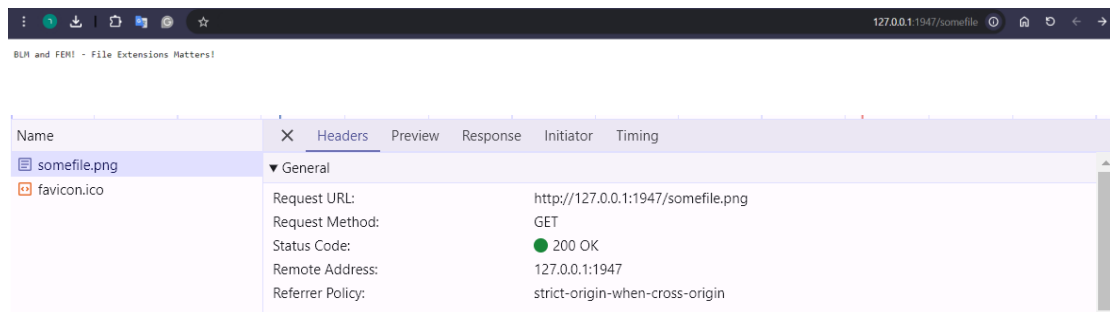 127.0.0.1:1947/somefile
BLM and FEM! - File Extensions Matters!
Name
Headers Preview Response Initiator Timing
somefile.png
▼ General
favicon.ico
Request URL: http://127.0.0.1:1947/somefile.png
Request Method: GET
Status Code: 200 OK
Remote Address: 127.0.0.1:1947
Referrer Policy: strict-origin-when-cross-origin